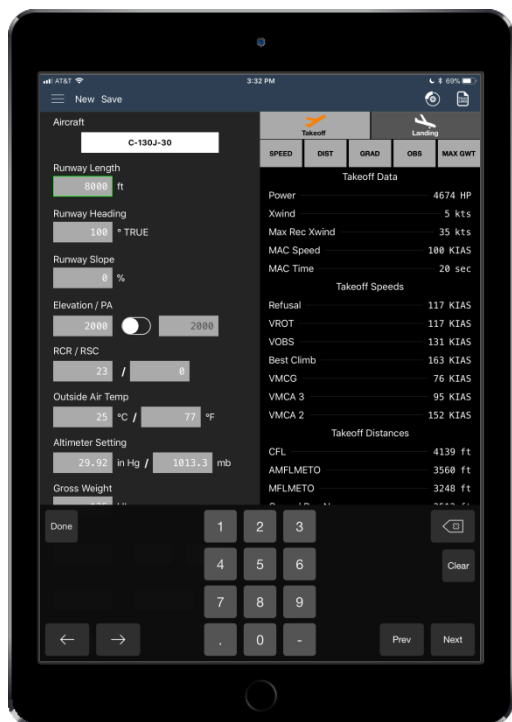 AT&T 3:32 PM 69%
New Save
Aircraft
C-130J-30
Runway Length
8000 ft
Runway Heading
100 ° TRUE
Runway Slope
0 %
Elevation / PA
2000 2000
RCR / RSC
23 / 0
Outside Air Temp
25 °C / 77 °F
Altimeter Setting
29.92 in Hg / 1013.3 mb
Gross Weight
Takeoff Landing
SPEED DIST GRAD OBS MAX GWT
Takeoff Data
Power 4674 HP
Xwind 5 kts
Max Rec Xwind 35 kts
MAC Speed 100 KIAS
MAC Time 20 sec
Takeoff Speeds
Refusal 117 KIAS
VROT 117 KIAS
VOBS 131 KIAS
Best Climb 163 KIAS
VMCG 76 KIAS
VMCA 3 95 KIAS
VMCA 2 152 KIAS
Takeoff Distances
CFL 4139 ft
AMFLMETO 3560 ft
MFLMETO 3248 ft
Done 1 2 3
4 5 6 Clear
7 8 9
← → . 0 - Prev Next